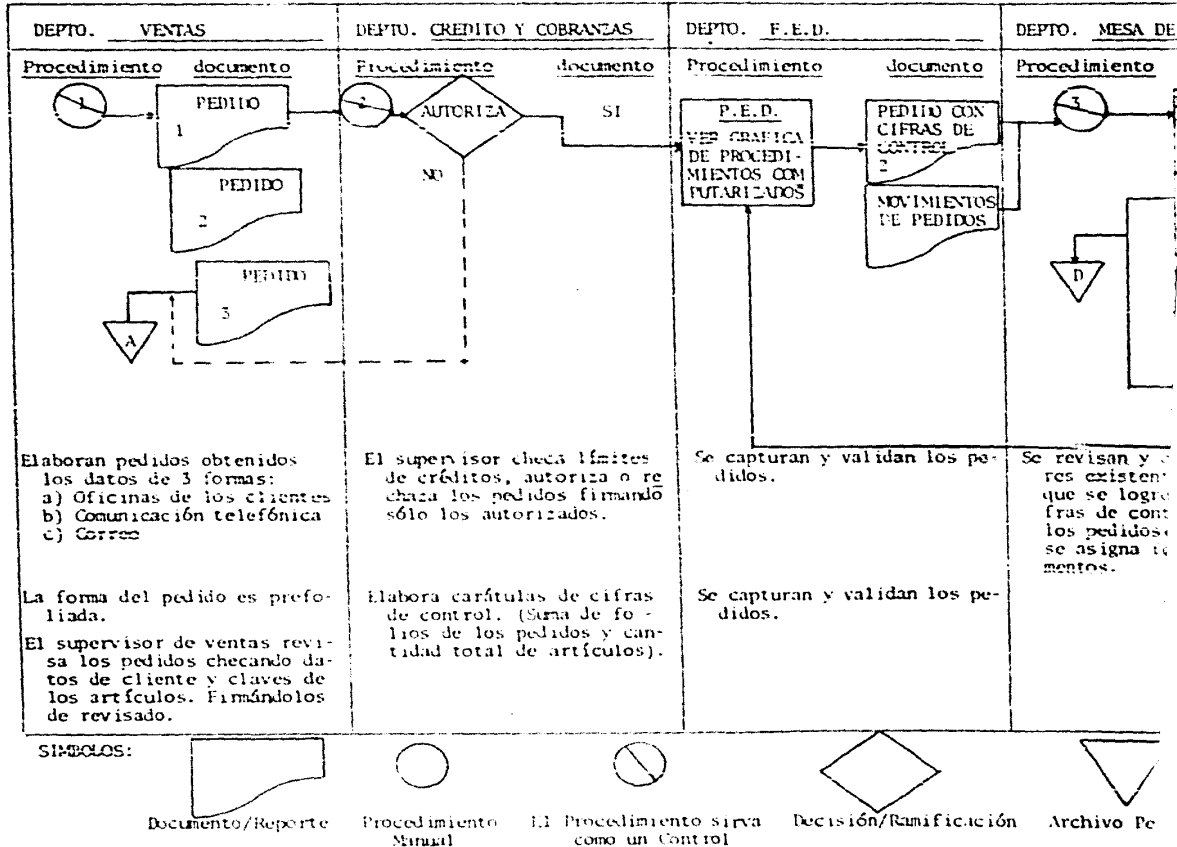 DEPTO. VENTAS
DEPTO. CREDITO Y COBRANZAS
DEPTO. P.E.D.
DEPTO. MESA DE
Procedimiento documento
Procedimiento documento
Procedimiento documento
Procedimiento
1
PEDIDO
1
PEDIDO
2
PEDIDO
3
A
2
AUTORIZA
SI
NO
P.E.D.
VER GRAFICA
DE PROCEDI-
MIENTOS COM
PUTARIZADOS
PEDIDO CON
CIFRAS DE
CONTROL
2
MOVIMIENTOS
DE PEDIDOS
3
D
Elaboran pedidos obtenidos
los datos de 3 formas:
a) Oficinas de los clientes
b) Comunicación telefónica
c) Correo
La forma del pedido es prefo-
liada.
El supervisor de ventas revi-
sa los pedidos checando da-
tos de cliente y claves de
los artículos. Firmándolos
de revisado.
El supervisor checa límites
de créditos, autoriza o re
chaza los pedidos firmando
sólo los autorizados.
Elabora carátulas de cifras
de control. (Suma de fo-
lios de los pedidos y can-
tidad total de artículos).
Se capturan y validan los pe-
didos.
Se capturan y validan los pe-
didos.
Se revisan y
res existen
que se logre
fras de cont
los pedidos
se asigna
mentos.
SIMBOLOS:
Documento/Reporte
Procedimiento
Manual
El Procedimiento sirva
como un Control
Decisión/Ramificación
Archivo Pe